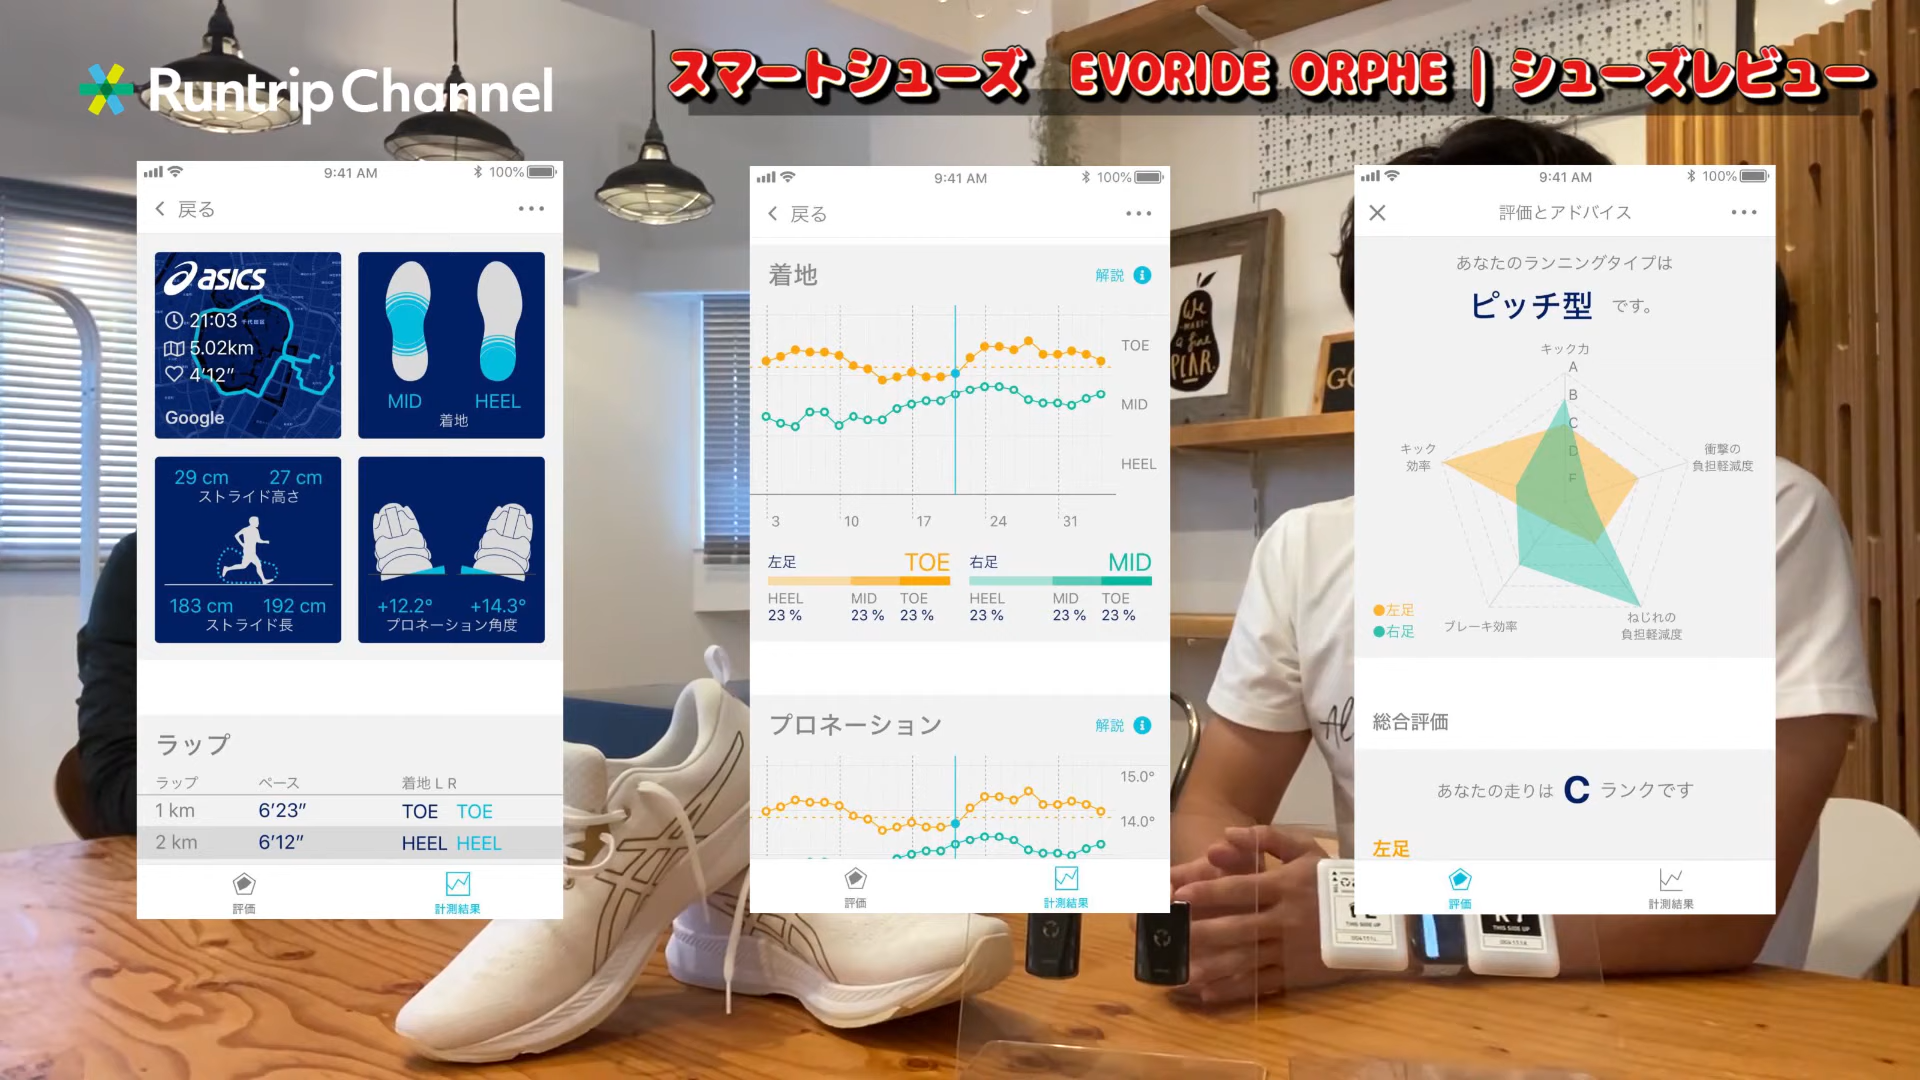 Runtrip Channel
スマートシューズ EVORIDE ORPHE | シューズレビュー
9:41 AM
100%
戻る
asics
21:03
5.02km
4'12"
Google
MID
HEEL
着地
29 cm
27 cm
ストライド高さ
183 cm
192 cm
ストライド長
+12.2°
+14.3°
プロネーション角度
ラップ
ラップ ペース 着地 L R
1 km 6'23" TOE TOE
2 km 6'12" HEEL HEEL
評価
計測結果
9:41 AM
100%
戻る
着地
解説
TOE
MID
HEEL
3 10 17 24 31
左足 TOE
HEEL MID TOE
23 % 23 % 23 %
右足 MID
HEEL MID TOE
23 % 23 % 23 %
プロネーション
解説
15.0°
14.0°
評価
計測結果
9:41 AM
100%
評価とアドバイス
あなたのランニングタイプは
ピッチ型 です。
キック力
A
B
C
D
E
キック
効率
衝撃の
負担軽減度
ブレーキ効率
ねじれの
負担軽減度
左足
右足
総合評価
あなたの走りは C ランクです
左足
評価
計測結果
We
MAKE
a fine
PEAR.
THIS SIDE UP
THIS SIDE UP